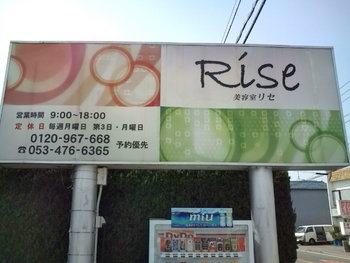 Rise
美容室リセ
営業時間 9:00~18:00
定休日 毎週月曜日 第3日・月曜日
0120-967-668
☎053-476-6365 予約優先
miu
DyDo